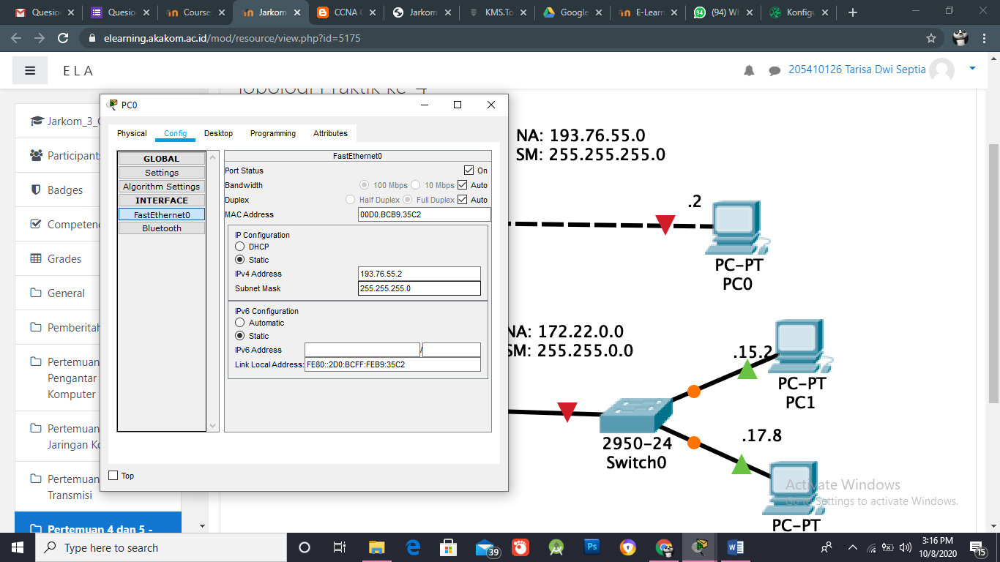 Quesion
Quesion
Course:
Jarkom
CCNA
Jarkom
KMS.To
Google
E-Learn
(94) W
Konfigu
elearning.akakom.ac.id/mod/resource/view.php?id=5175
E L A
205410126 Tarisa Dwi Septia
Topologi Praktik ke 4
Jarkom_3_
Participant
Badges
Competen
Grades
General
Pemberitah
Pertemuan
Pengantar
Komputer
Pertemuan
Jaringan Ko
Pertemuan
Transmisi
Pertemuan 4 dan 5 -
PC0
Physical
Config
Desktop
Programming
Attributes
GLOBAL
Settings
Algorithm Settings
INTERFACE
FastEthernet0
Bluetooth
FastEthernet0
Port Status
On
Bandwidth
100 Mbps
10 Mbps
Auto
Duplex
Half Duplex
Full Duplex
Auto
MAC Address
00D0.BCB9.35C2
IP Configuration
DHCP
Static
IPv4 Address
193.76.55.2
Subnet Mask
255.255.255.0
IPv6 Configuration
Automatic
Static
IPv6 Address
/
Link Local Address:
FE80::2D0:BCFF:FEB9:35C2
Top
NA: 193.76.55.0
SM: 255.255.255.0
.2
PC-PT
PC0
NA: 172.22.0.0
SM: 255.255.0.0
.15.2
PC-PT
PC1
2950-24
Switch0
.17.8
PC-PT
Activate Windows
Go to Settings to activate Windows.
Type here to search
39
Ps
3:16 PM
10/8/2020
15